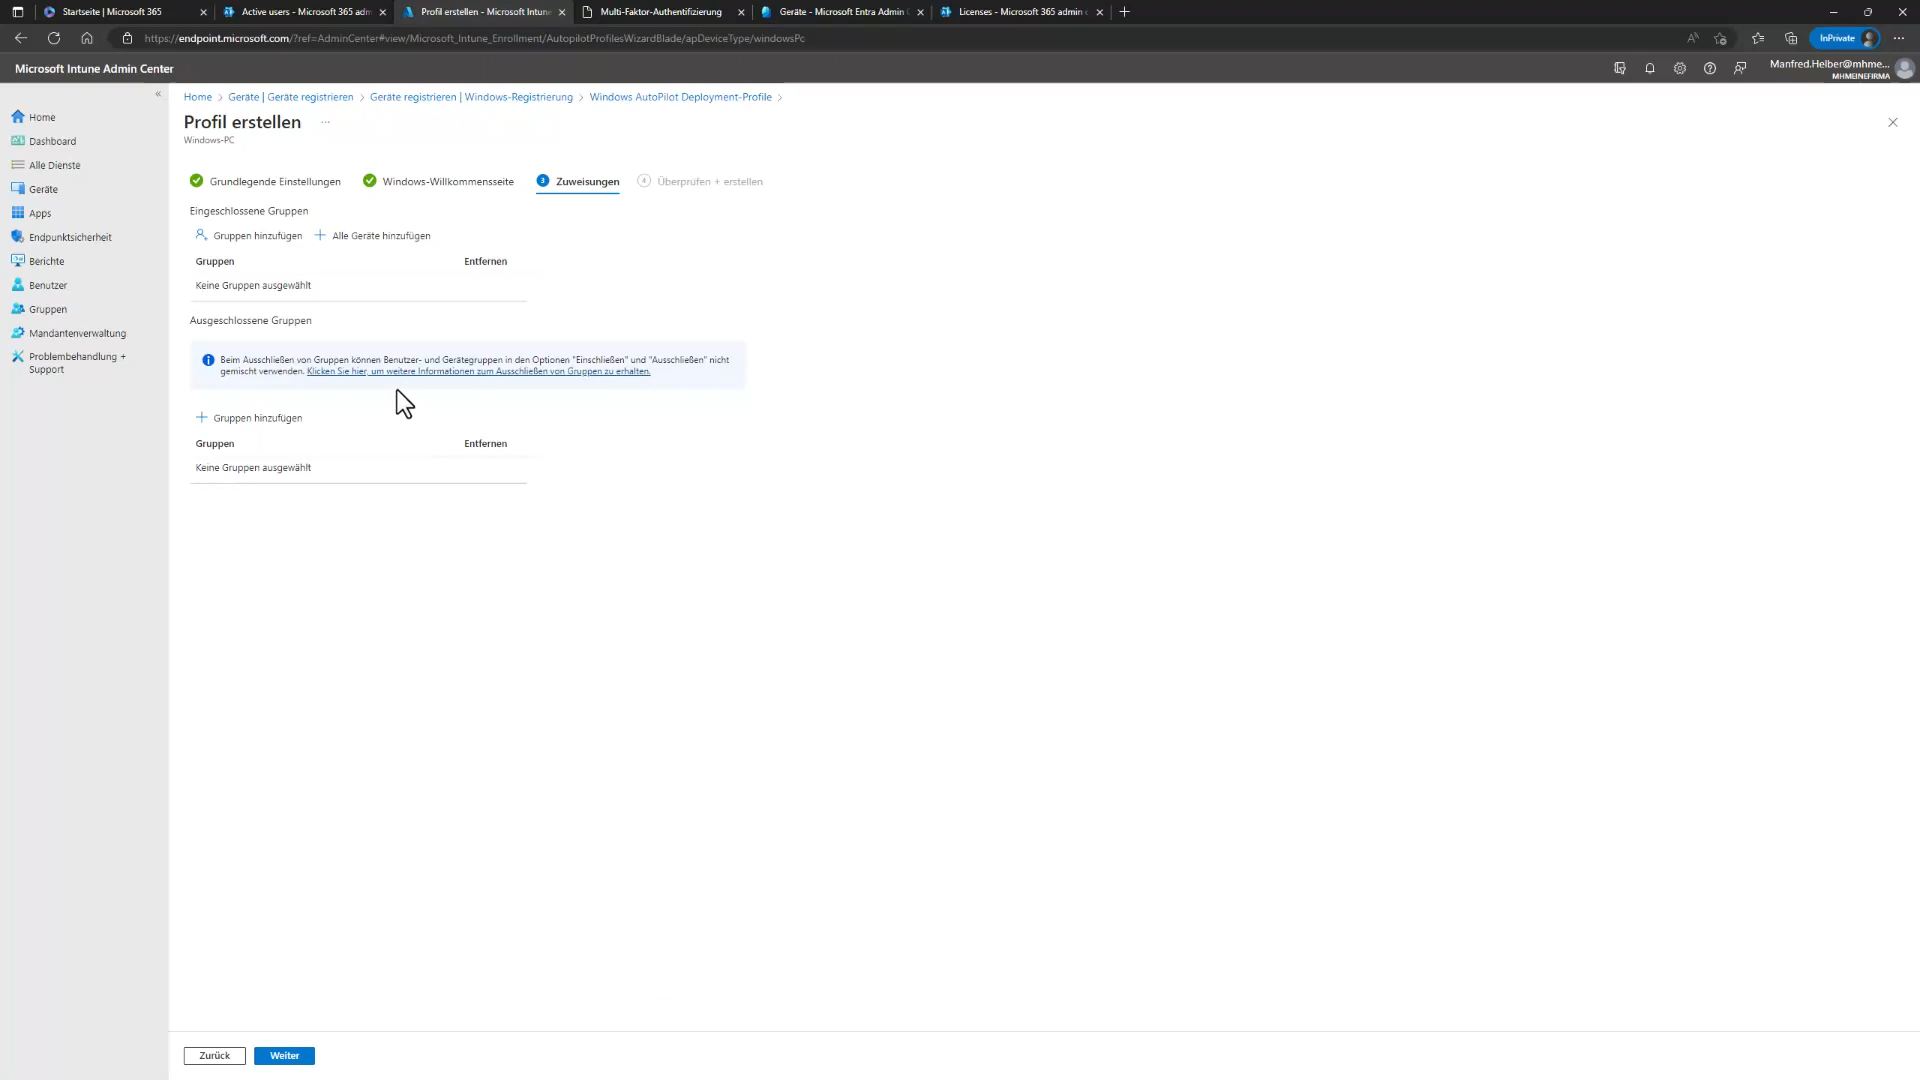 Startseite | Microsoft 365
Active users - Microsoft 365 adm
Profil erstellen - Microsoft Intune
Multi-Faktor-Authentifizierung
Geräte - Microsoft Entra Admin C
Licenses - Microsoft 365 admin c
https://endpoint.microsoft.com/?ref=AdminCenter#view/Microsoft_Intune_Enrollment/AutopilotProfilesWizardBlade/apDeviceType/windowsPc
InPrivate
Microsoft Intune Admin Center
Manfred.Helber@mhme...
MHMEINEFIRMA
Home
Dashboard
Alle Dienste
Geräte
Apps
Endpunktsicherheit
Berichte
Benutzer
Gruppen
Mandantenverwaltung
Problembehandlung +
Support
Home > Geräte | Geräte registrieren > Geräte registrieren | Windows-Registrierung > Windows AutoPilot Deployment-Profile >
Profil erstellen ...
Windows-PC
Grundlegende Einstellungen
Windows-Willkommensseite
3 Zuweisungen
4 Überprüfen + erstellen
Eingeschlossene Gruppen
Gruppen hinzufügen + Alle Geräte hinzufügen
Gruppen Entfernen
Keine Gruppen ausgewählt
Ausgeschlossene Gruppen
Beim Ausschließen von Gruppen können Benutzer- und Gerätegruppen in den Optionen "Einschließen" und "Ausschließen" nicht
gemischt verwenden. Klicken Sie hier, um weitere Informationen zum Ausschließen von Gruppen zu erhalten.
+ Gruppen hinzufügen
Gruppen Entfernen
Keine Gruppen ausgewählt
Zurück
Weiter